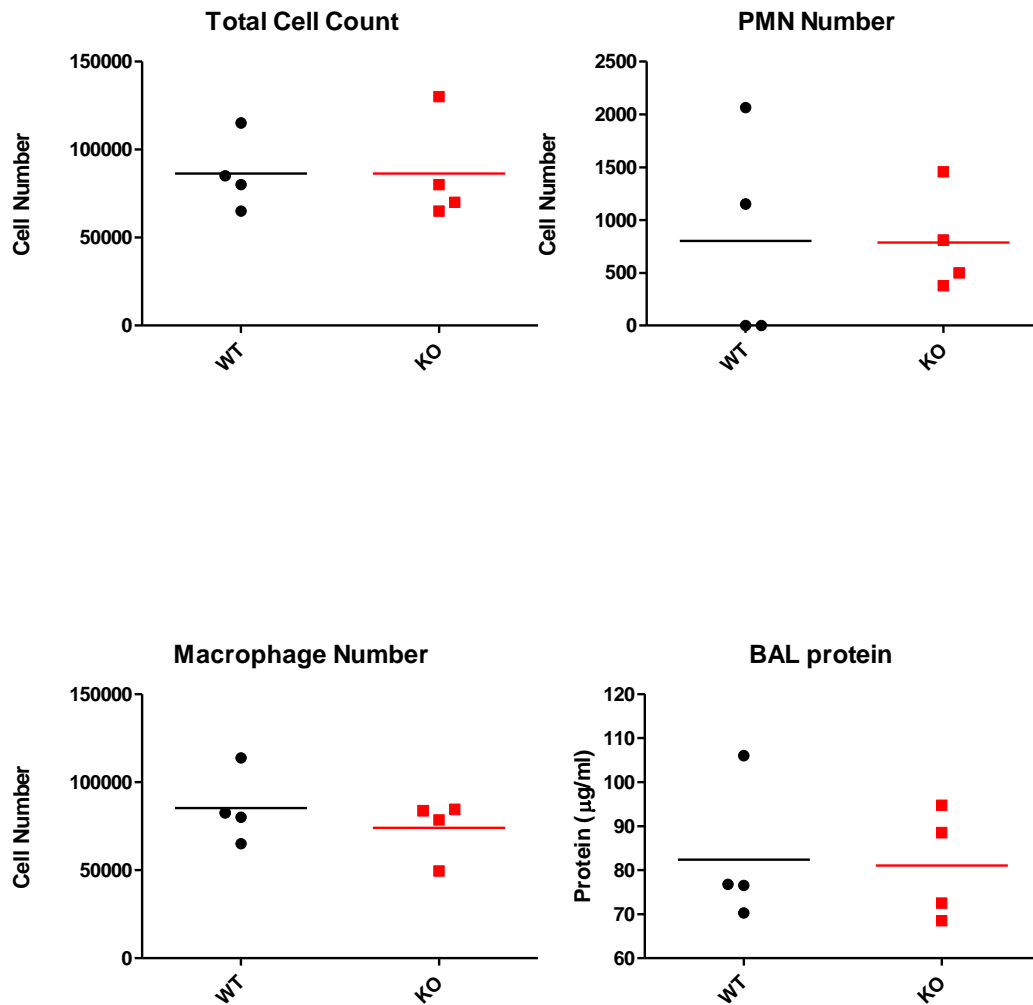 Total Cell Count
Cell Number
150000
100000
50000
0
WT
KO
PMN Number
Cell Number
2500
2000
1500
1000
500
0
WT
KO
Macrophage Number
Cell Number
150000
100000
50000
0
WT
KO
BAL protein
Protein (µg/ml)
120
110
100
90
80
70
60
WT
KO